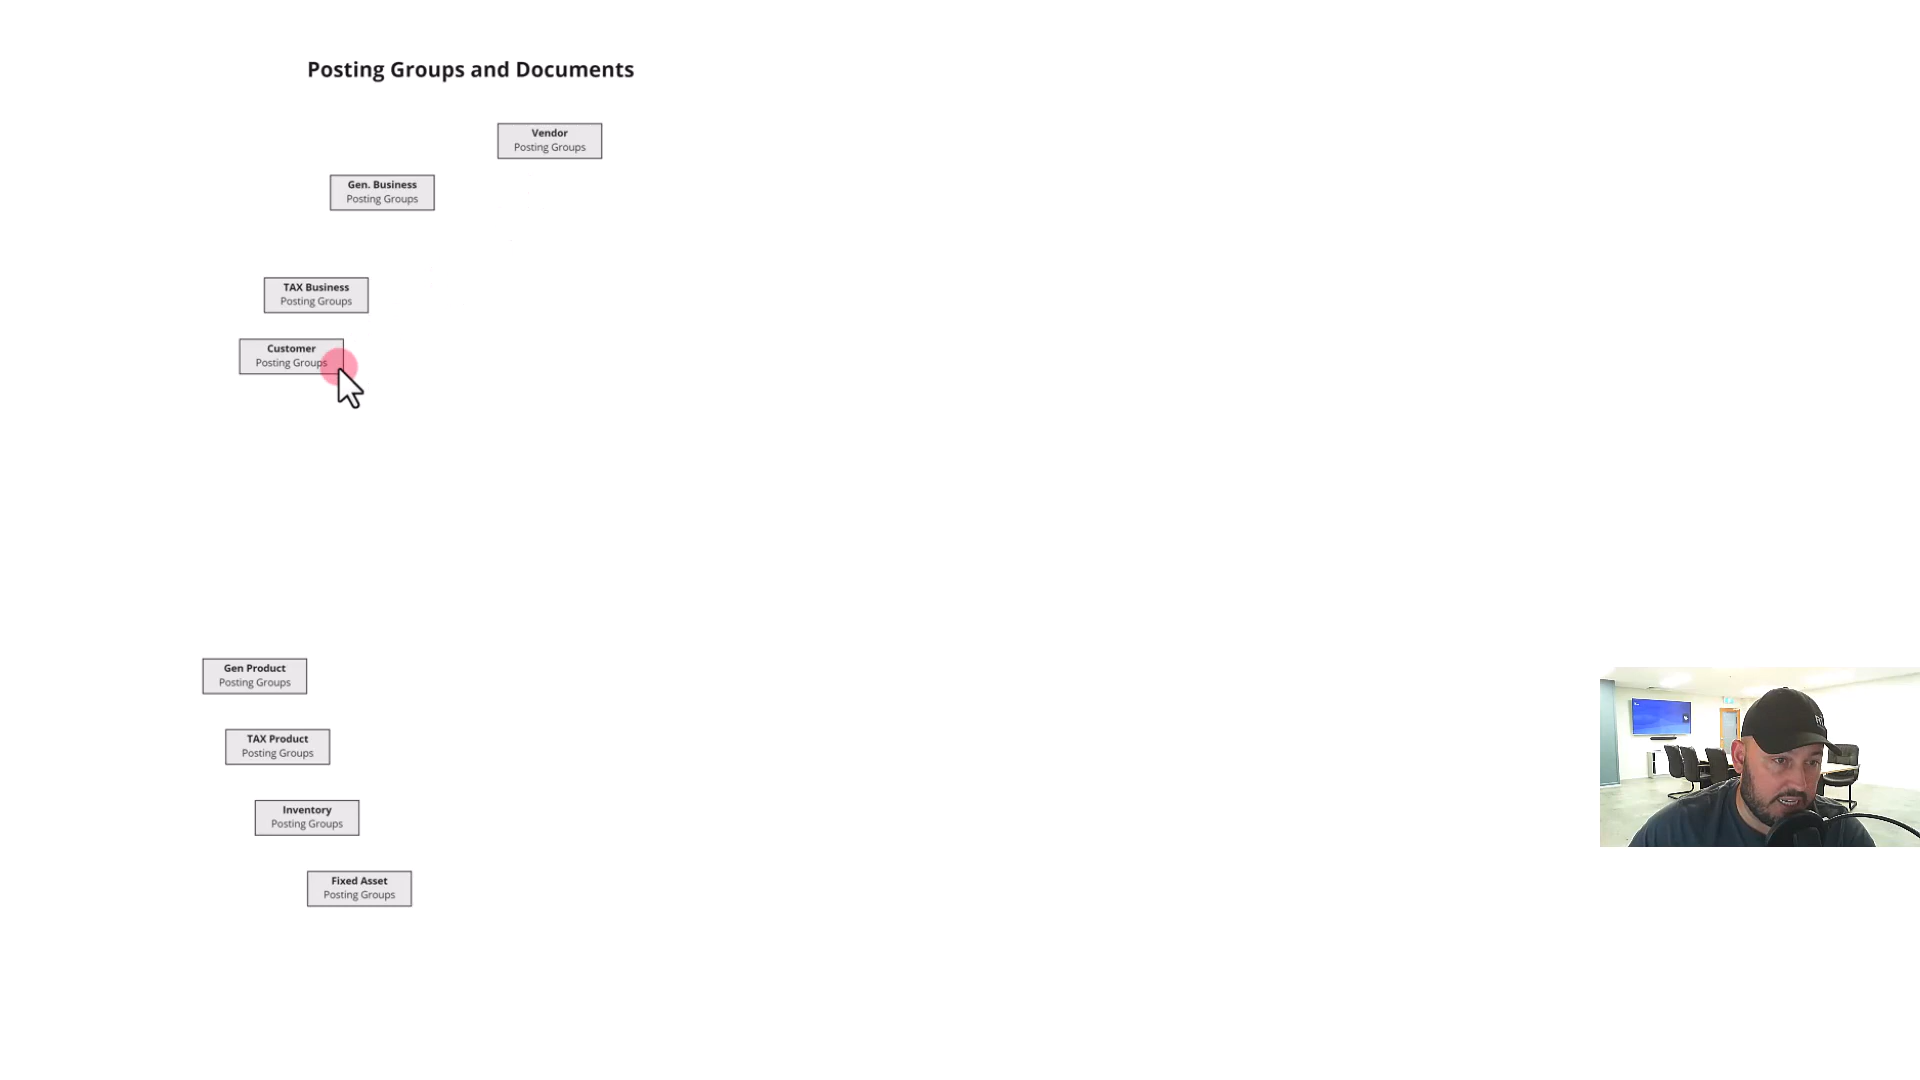 Posting Groups and Documents
Vendor
Posting Groups
Gen. Business
Posting Groups
TAX Business
Posting Groups
Customer
Posting Groups
Gen Product
Posting Groups
TAX Product
Posting Groups
Inventory
Posting Groups
Fixed Asset
Posting Groups